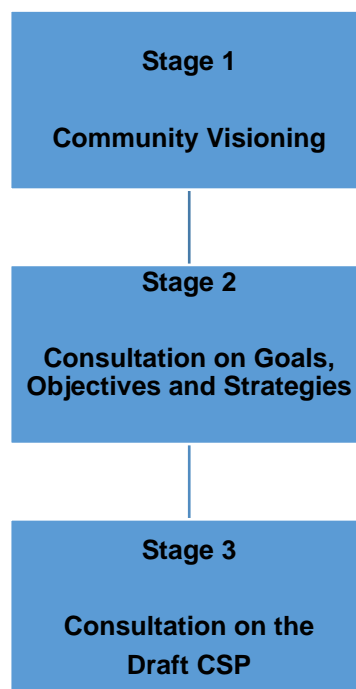 Stage 1
Community Visioning
Stage 2
Consultation on Goals,
Objectives and Strategies
Stage 3
Consultation on the
Draft CSP